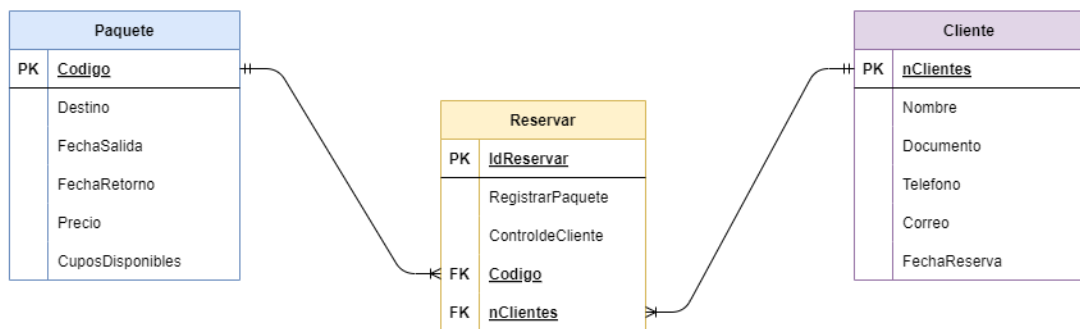 Paquete
PK Codigo
Destino
FechaSalida
FechaRetorno
Precio
CuposDisponibles
Reservar
PK IdReservar
RegistrarPaquete
ControldeCliente
FK Codigo
FK nClientes
Cliente
PK nClientes
Nombre
Documento
Telefono
Correo
FechaReserva